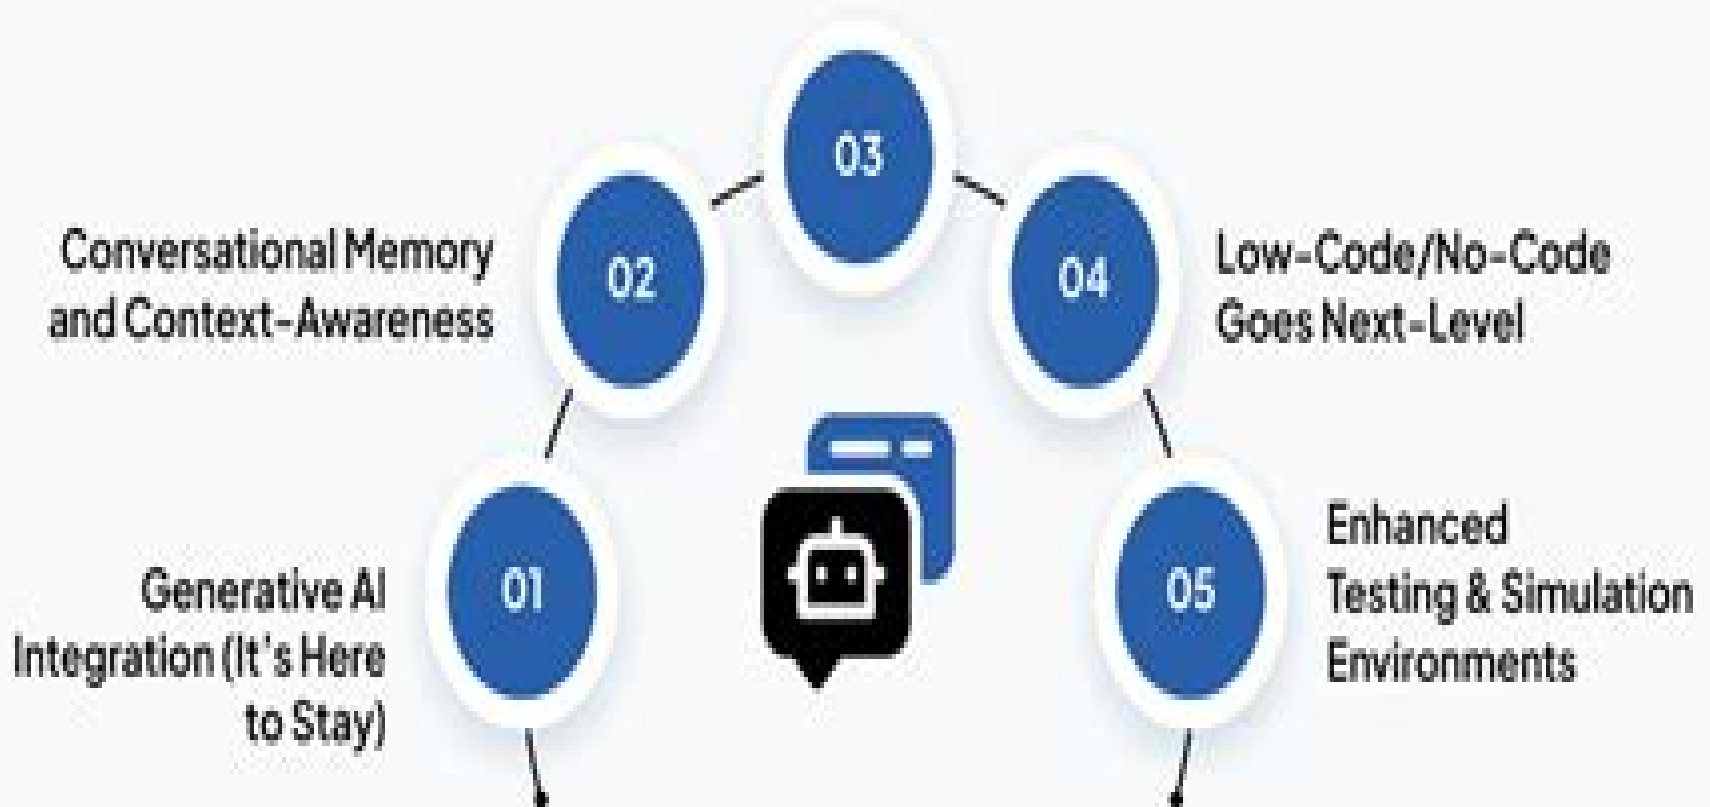 03
02
04
Conversational Memory
and Context-Awareness
Low-Code/No-Code
Goes Next-Level
01
05
Generative AI
Integration (It's Here
to Stay)
Enhanced
Testing & Simulation
Environments